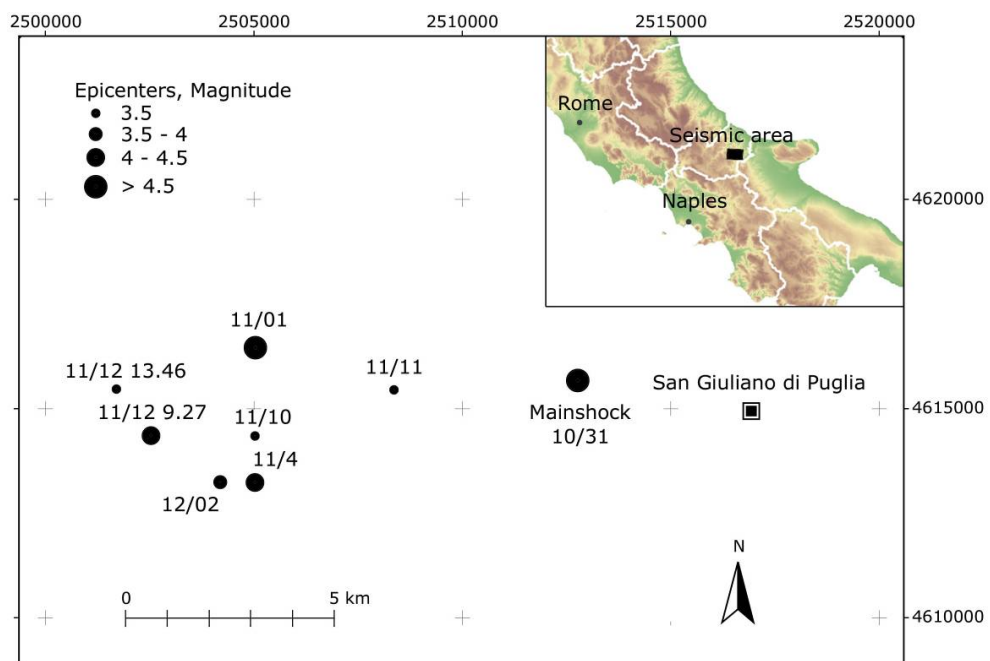 2500000 2505000 2510000 2515000 2520000
Epicenters, Magnitude
3.5
3.5 - 4
4 - 4.5
> 4.5
Rome
Seismic area
Naples
4620000
11/01
11/12 13.46
11/11
11/12 9.27
11/10
11/4
12/02
Mainshock
10/31
San Giuliano di Puglia
4615000
N
0 5 km
4610000